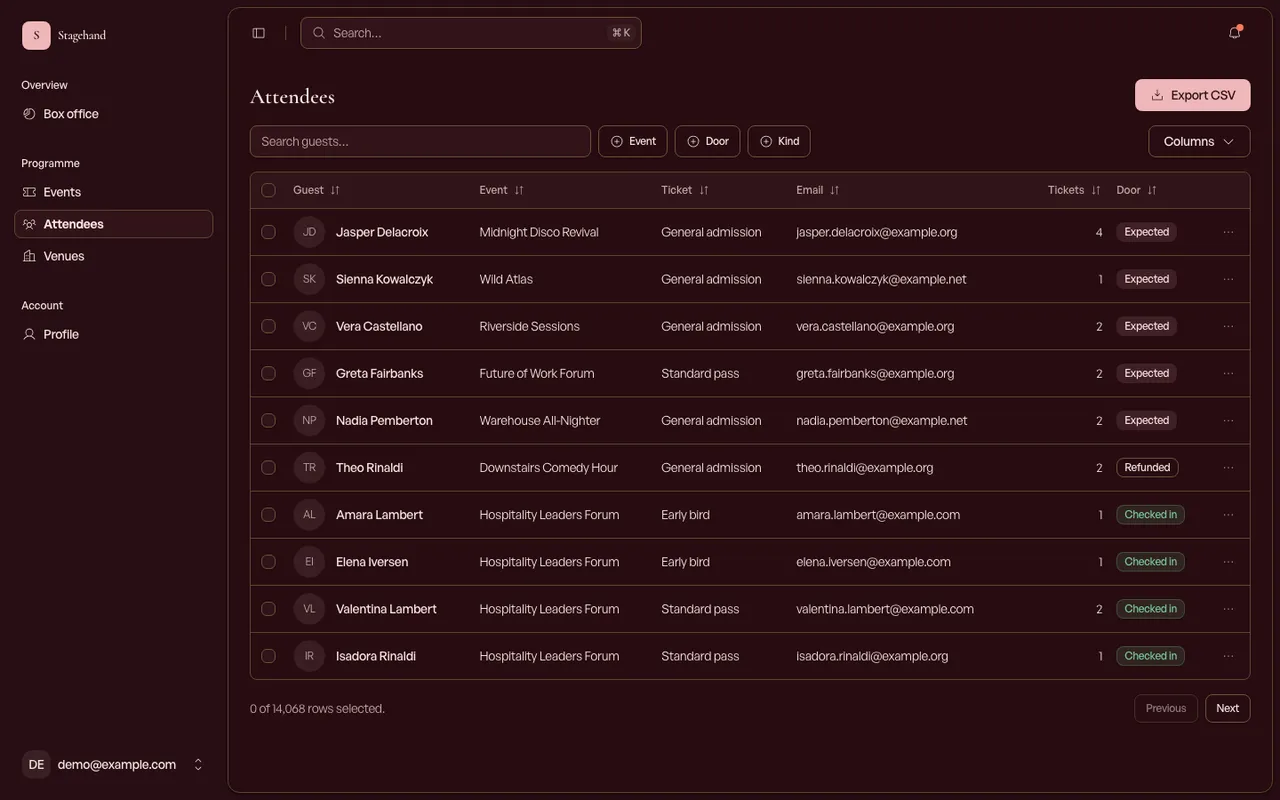 S Stagehand
Search... ⌘ K
Overview
Box office
Programme
Events
Attendees
Venues
Account
Profile
DE demo@example.com
Attendees
Export CSV
Search guests... Event Door Kind Columns
Guest Event Ticket Email Tickets Door
JD Jasper Delacroix Midnight Disco Revival General admission jasper.delacroix@example.org 4 Expected ...
SK Sienna Kowalczyk Wild Atlas General admission sienna.kowalczyk@example.net 1 Expected ...
VC Vera Castellano Riverside Sessions General admission vera.castellano@example.org 2 Expected ...
GF Greta Fairbanks Future of Work Forum Standard pass greta.fairbanks@example.org 2 Expected ...
NP Nadia Pemberton Warehouse All-Nighter General admission nadia.pemberton@example.net 2 Expected ...
TR Theo Rinaldi Downstairs Comedy Hour General admission theo.rinaldi@example.org 2 Refunded ...
AL Amara Lambert Hospitality Leaders Forum Early bird amara.lambert@example.com 1 Checked in ...
EI Elena Iversen Hospitality Leaders Forum Early bird elena.iversen@example.com 1 Checked in ...
VL Valentina Lambert Hospitality Leaders Forum Standard pass valentina.lambert@example.com 2 Checked in ...
IR Isadora Rinaldi Hospitality Leaders Forum Standard pass isadora.rinaldi@example.org 1 Checked in ...
0 of 14,068 rows selected. Previous Next